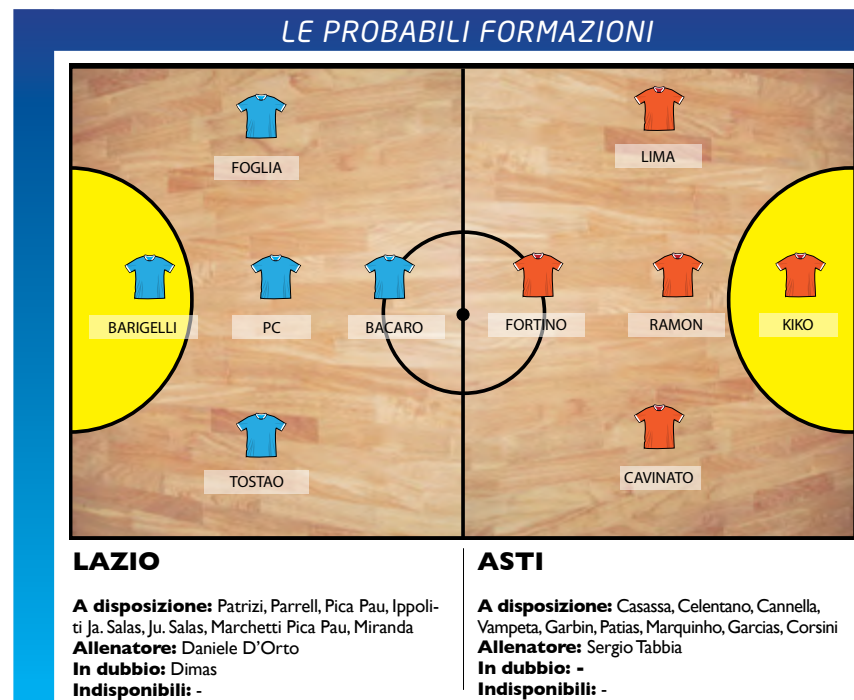 LE PROBABILI FORMAZIONI
FOGLIA
LIMA
BARIGELLI
PC
BACARO
FORTINO
RAMON
KIKO
TOSTAO
CAVINATO
LAZIO
A disposizione: Patrizi, Parrell, Pica Pau, Ippoli-
ti Ja. Salas, Ju. Salas, Marchetti Pica Pau, Miranda
Allenatore: Daniele D'Orto
In dubbio: Dimas
Indisponibili: -
ASTI
A disposizione: Casassa, Celentano, Cannella,
Vampeta, Garbin, Patias, Marquinho, Garcias, Corsini
Allenatore: Sergio Tabbia
In dubbio: -
Indisponibili: -